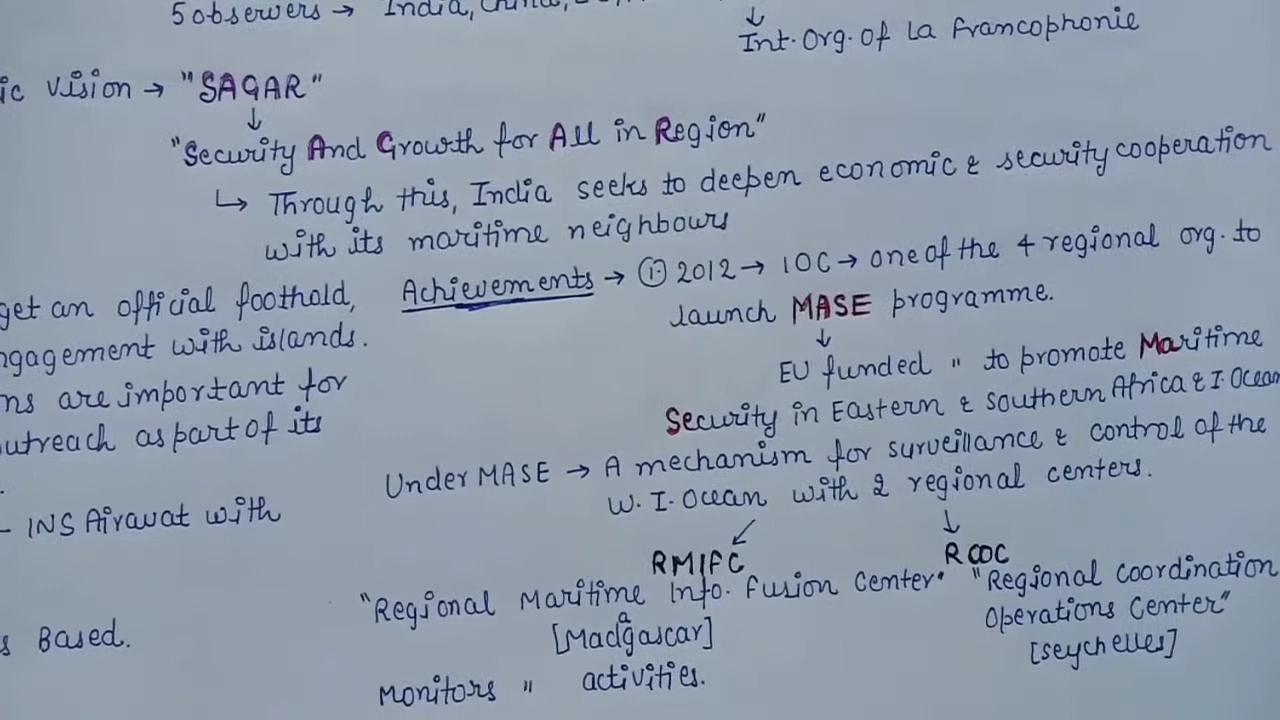 5 observers → India, China,
↓
Int. Org. of La francophonie
ic vision → "SAGAR"
↓
"Security And Growth for All in Region"
↳ Through this, India seeks to deepen economic & security cooperation
with its maritime neighbours
get an official foothold,
ngagement with islands.
ns are important for
utreach as part of its
- INS Airavat with
s Based.
Achievements → ① 2012 → IOC → one of the 4 regional org. to
launch MASE programme.
↓
EU funded " to promote Maritime
Security in Eastern & southern Africa & I. Ocean
Under MASE → A mechanism for surveillance & control of the
W. I. Ocean with 2 regional centers.
↙ ↓
RMIFC RCOC
"Regional Maritime Info. Fusion Center" "Regional Coordination
Operations Center"
[Madagascar] [Seychelles]
Monitors " activities.